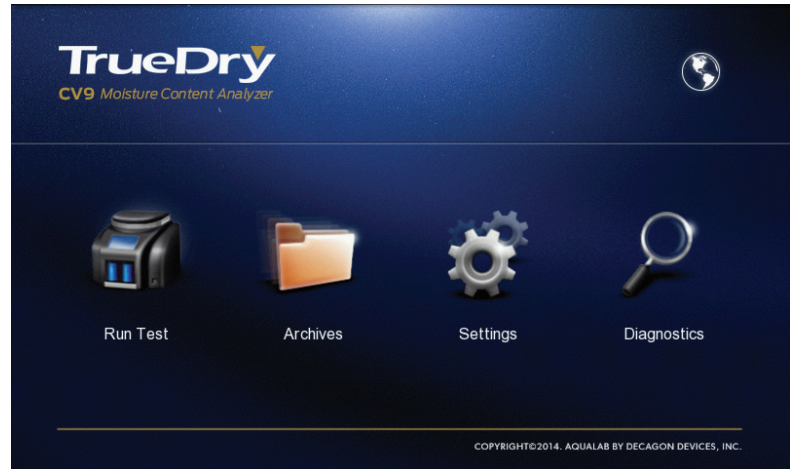 TrueDry
CV9 Moisture Content Analyzer
Run Test
Archives
Settings
Diagnostics
COPYRIGHT©2014. AQUALAB BY DECAGON DEVICES, INC.